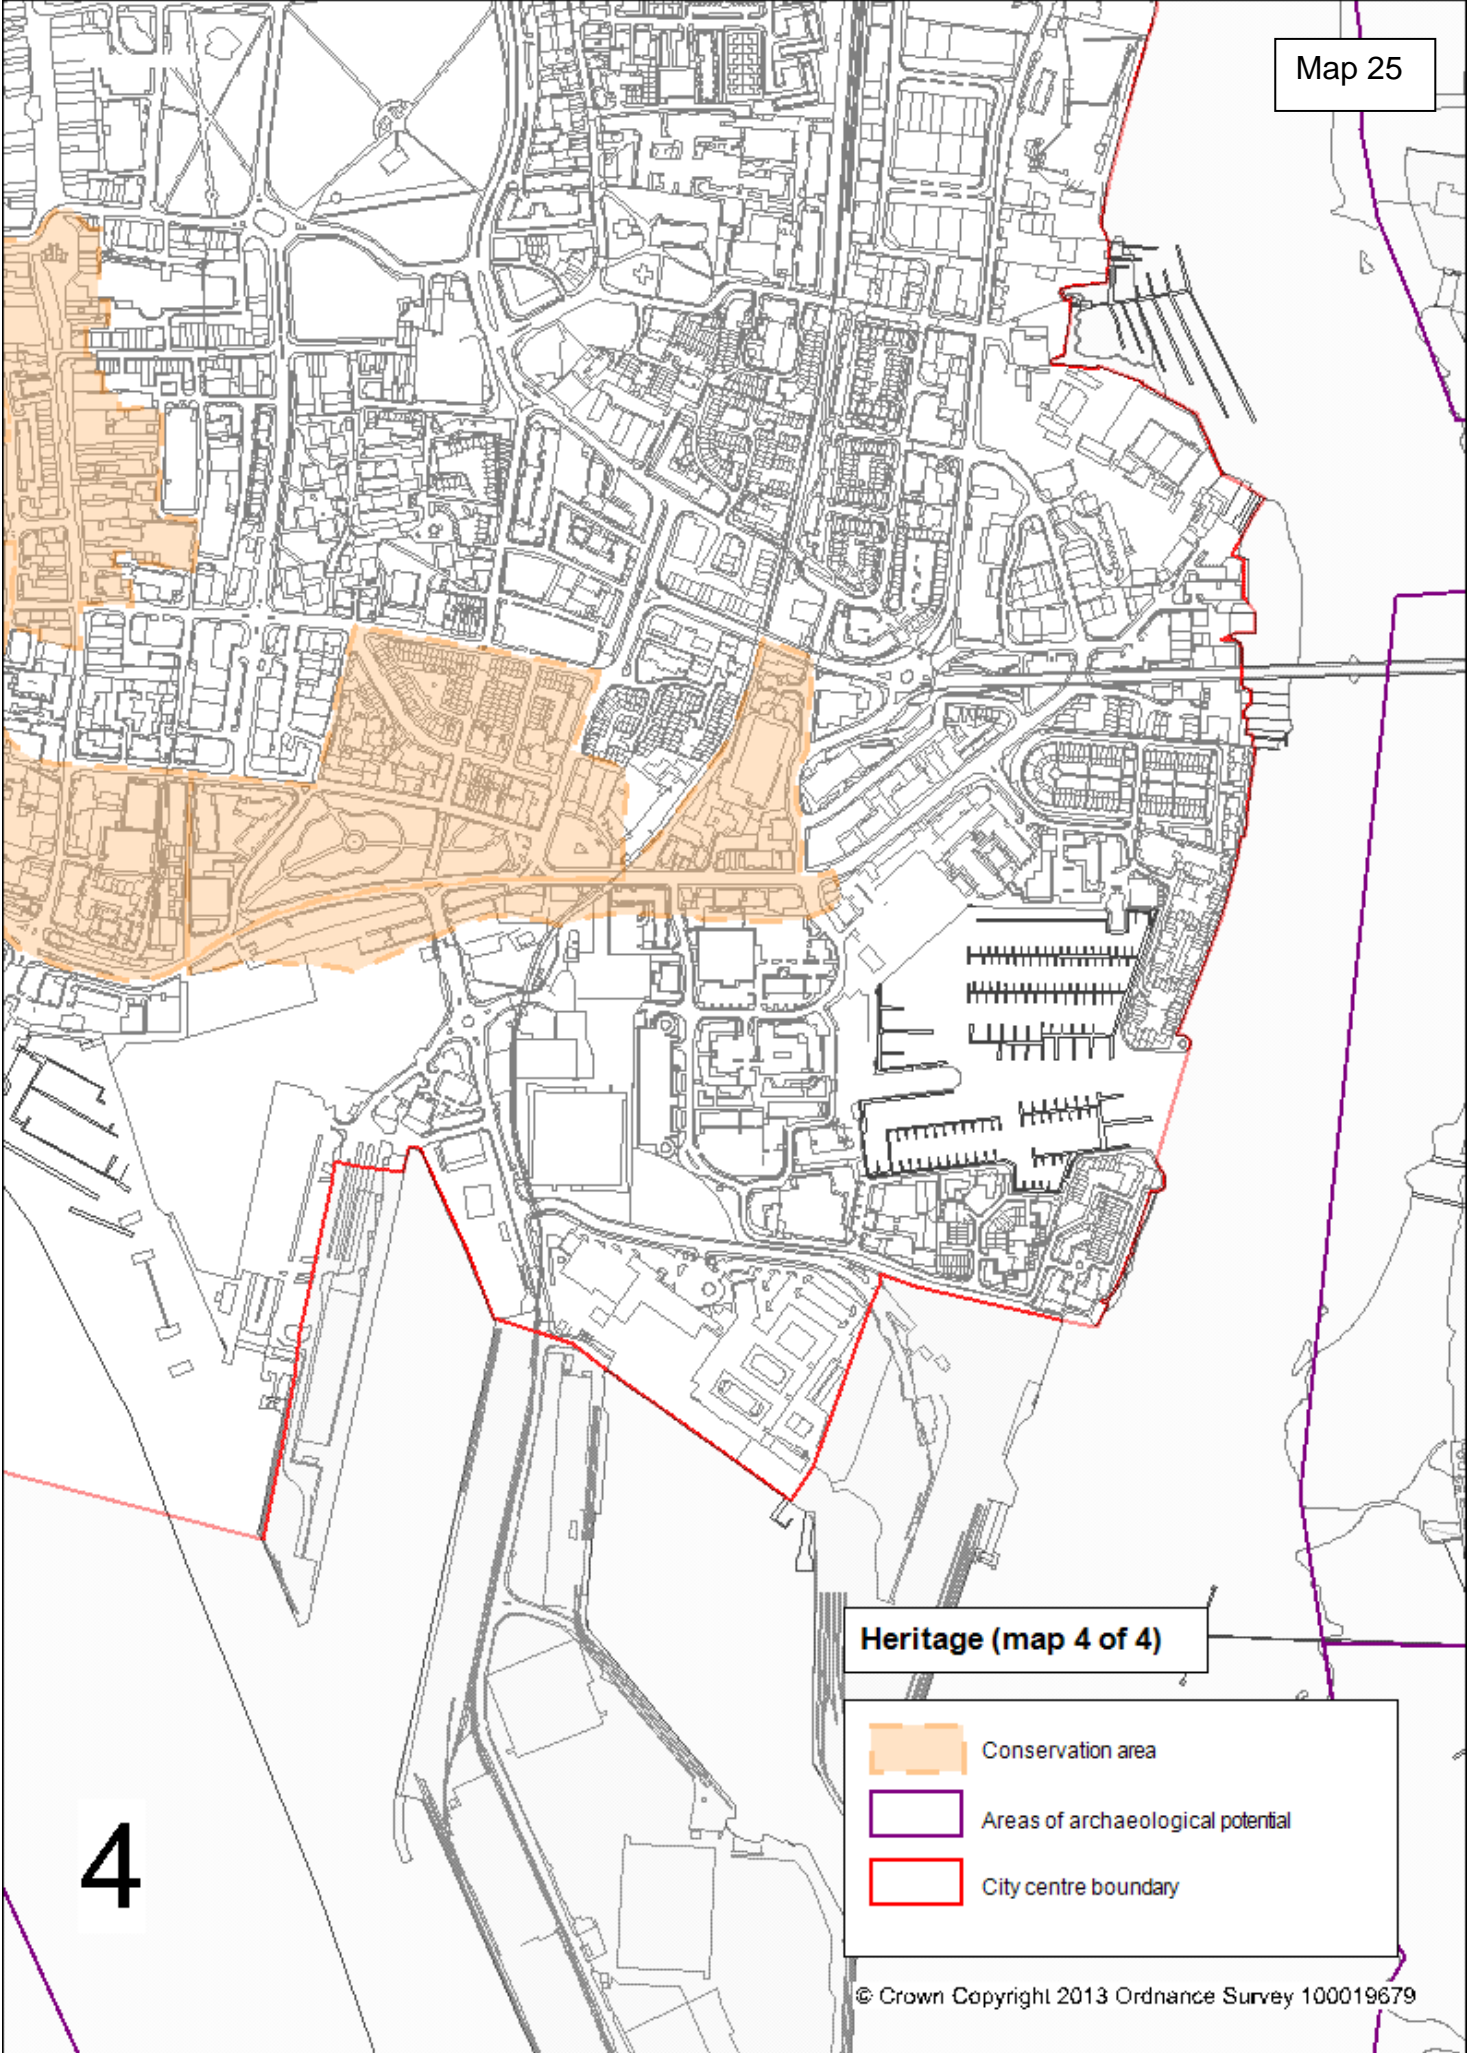 Map 25
Heritage (map 4 of 4)
Conservation area
Areas of archaeological potential
City centre boundary
4
© Crown Copyright 2013 Ordnance Survey 100019679